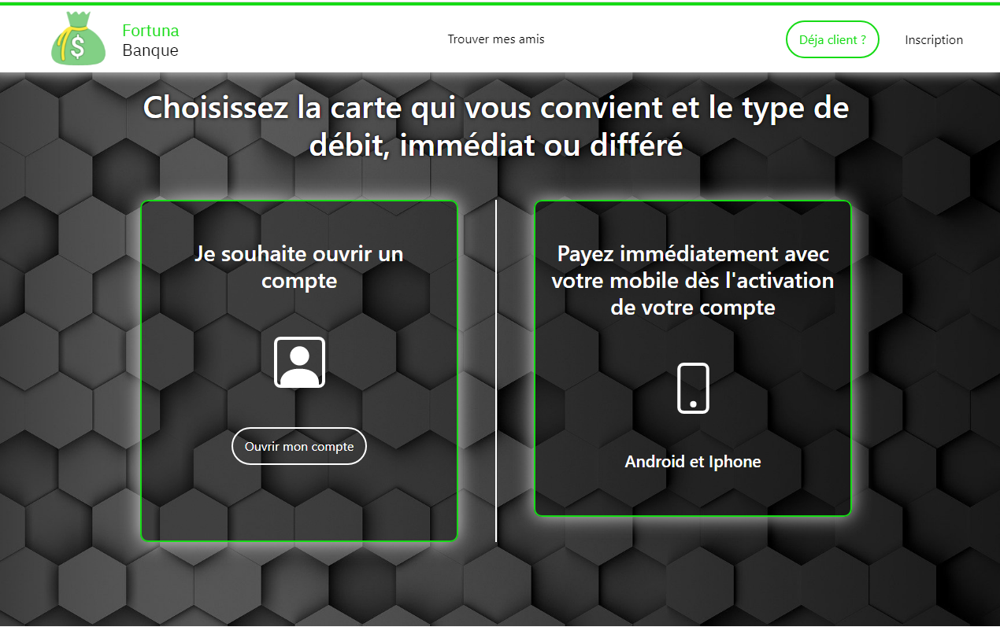 Fortuna
Banque
Trouver mes amis
Déja client ?
Inscription
Choisissez la carte qui vous convient et le type de
débit, immédiat ou différé
Je souhaite ouvrir un
compte
Ouvrir mon compte
Payez immédiatement avec
votre mobile dès l'activation
de votre compte
Android et Iphone